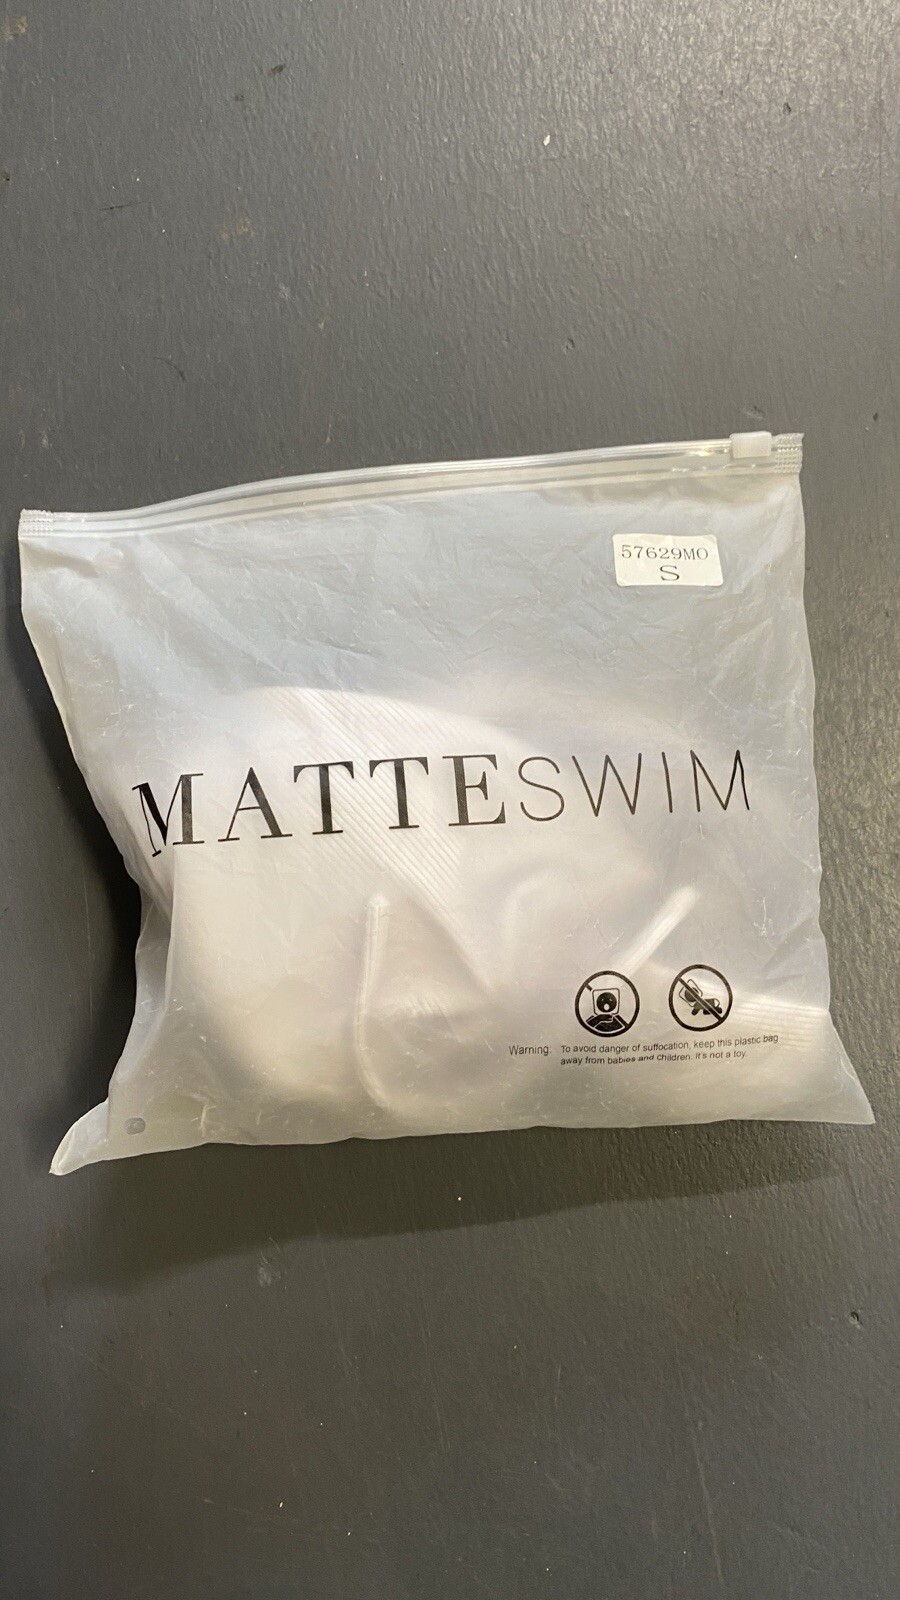 57629MO
S
MATTESWIM
Warning: To avoid danger of suffocation, keep this plastic bag
away from babies and children. It's not a toy.